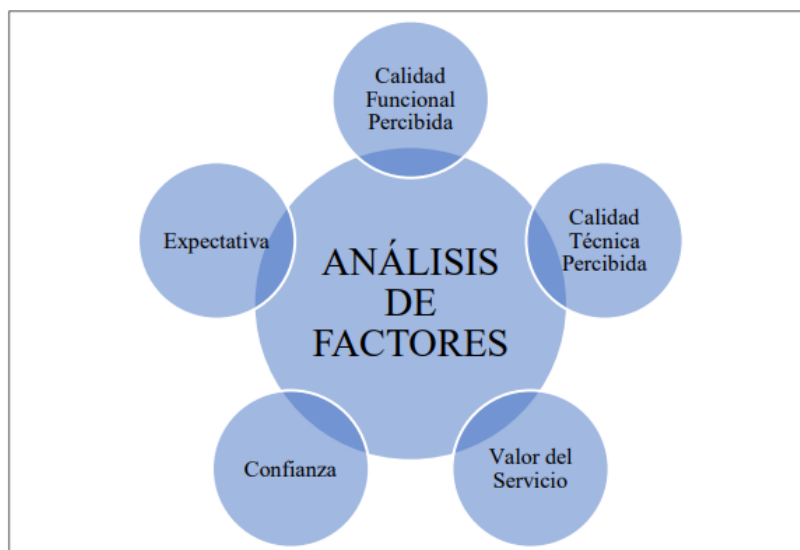 Calidad
Funcional
Percibida
Expectativa
Calidad
Técnica
Percibida
ANÁLISIS
DE
FACTORES
Confianza
Valor del
Servicio